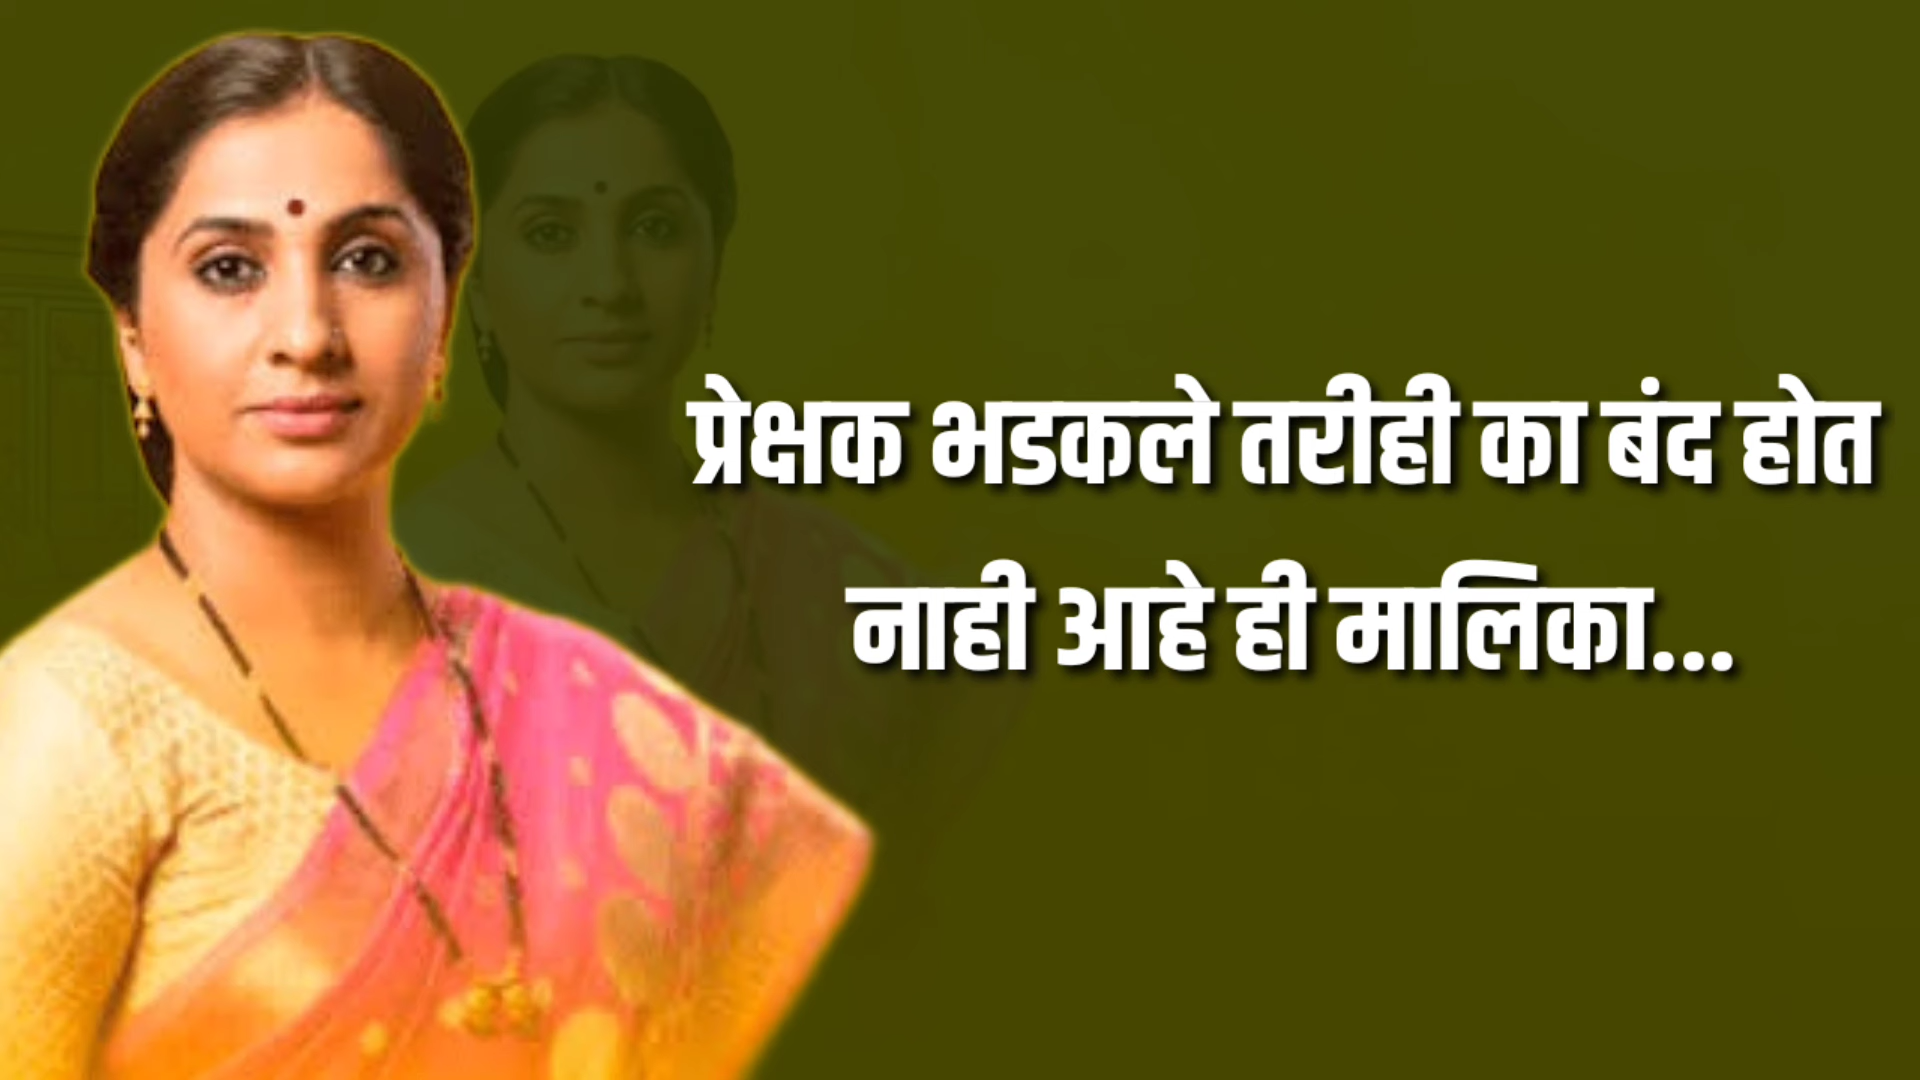 प्रेक्षक भडकले तरीही का बंद होत
नाही आहे ही मालिका...